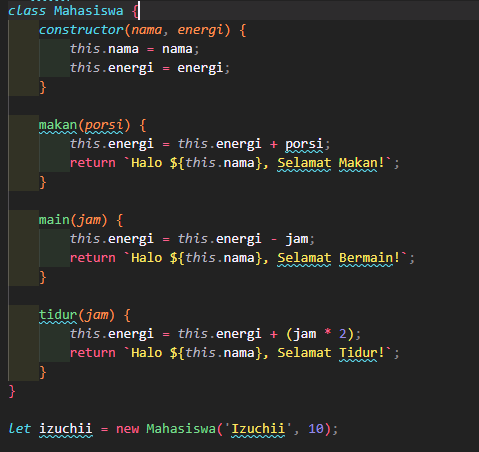 class Mahasiswa {
    constructor(nama, energi) {
        this.nama = nama;
        this.energi = energi;
    }

    makan(porsi) {
        this.energi = this.energi + porsi;
        return `Halo ${this.nama}, Selamat Makan!`;
    }

    main(jam) {
        this.energi = this.energi - jam;
        return `Halo ${this.nama}, Selamat Bermain!`;
    }

    tidur(jam) {
        this.energi = this.energi + (jam * 2);
        return `Halo ${this.nama}, Selamat Tidur!`;
    }
}

let izuchii = new Mahasiswa('Izuchii', 10);